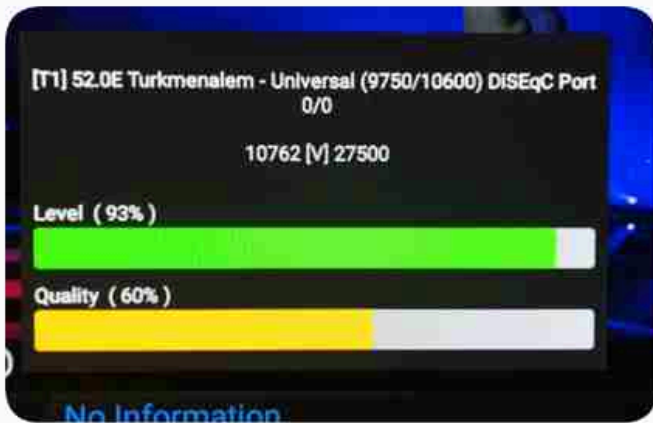 [T1] 52.0E Turkmenalem - Universal (9750/10600) DiSEqC Port
0/0
10762 [V] 27500
Level ( 93% )
Quality ( 60% )
No Information